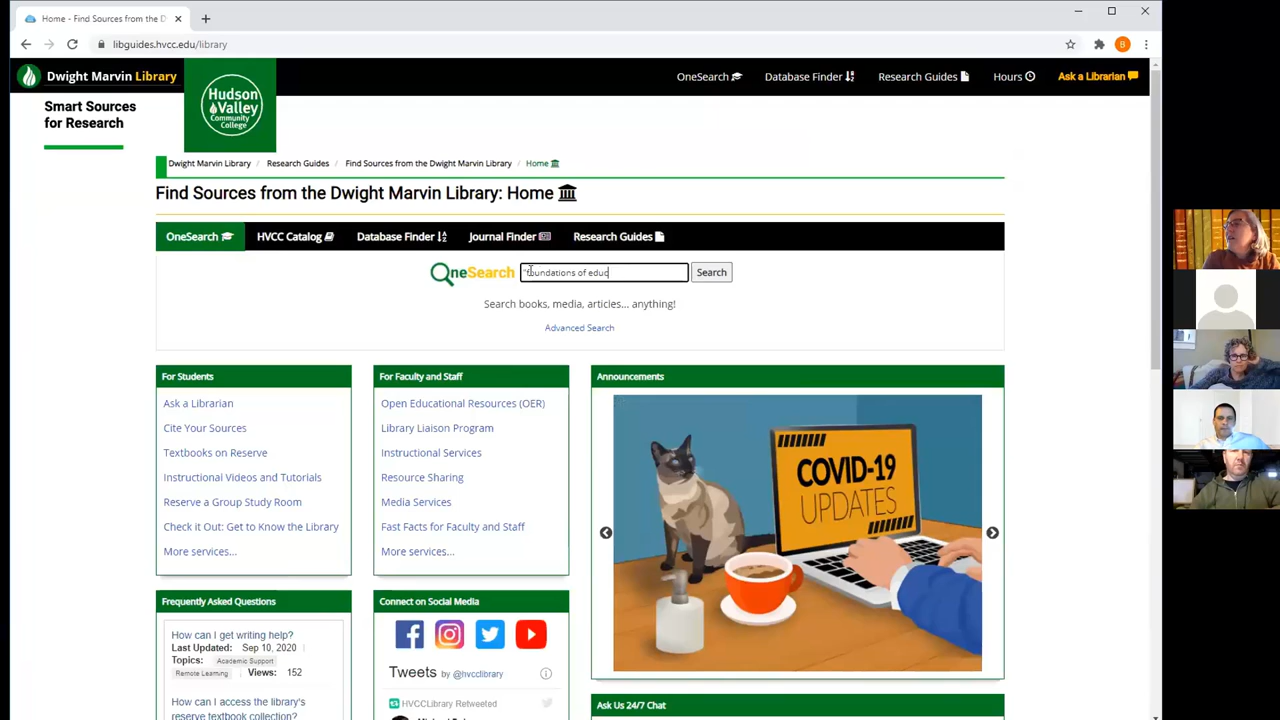 Home - Find Sources from the D
libguides.hvcc.edu/library
B
Dwight Marvin Library
OneSearch
Database Finder
Research Guides
Hours
Ask a Librarian
Smart Sources
for Research
Hudson
Valley
Community
College
Dwight Marvin Library / Research Guides / Find Sources from the Dwight Marvin Library / Home
Find Sources from the Dwight Marvin Library: Home
OneSearch
HVCC Catalog
Database Finder
Journal Finder
Research Guides
OneSearch
"foundations of educ
Search
Search books, media, articles... anything!
Advanced Search
For Students
Ask a Librarian
Cite Your Sources
Textbooks on Reserve
Instructional Videos and Tutorials
Reserve a Group Study Room
Check it Out: Get to Know the Library
More services...
For Faculty and Staff
Open Educational Resources (OER)
Library Liaison Program
Instructional Services
Resource Sharing
Media Services
Fast Facts for Faculty and Staff
More services...
Announcements
COVID-19
UPDATES
Frequently Asked Questions
How can I get writing help?
Last Updated: Sep 10, 2020
Topics: Academic Support
Remote Learning Views: 152
How can I access the library's
reserve textbook collection?
Connect on Social Media
Tweets by @hvcclibrary
HVCCLibrary Retweeted
Ask Us 24/7 Chat